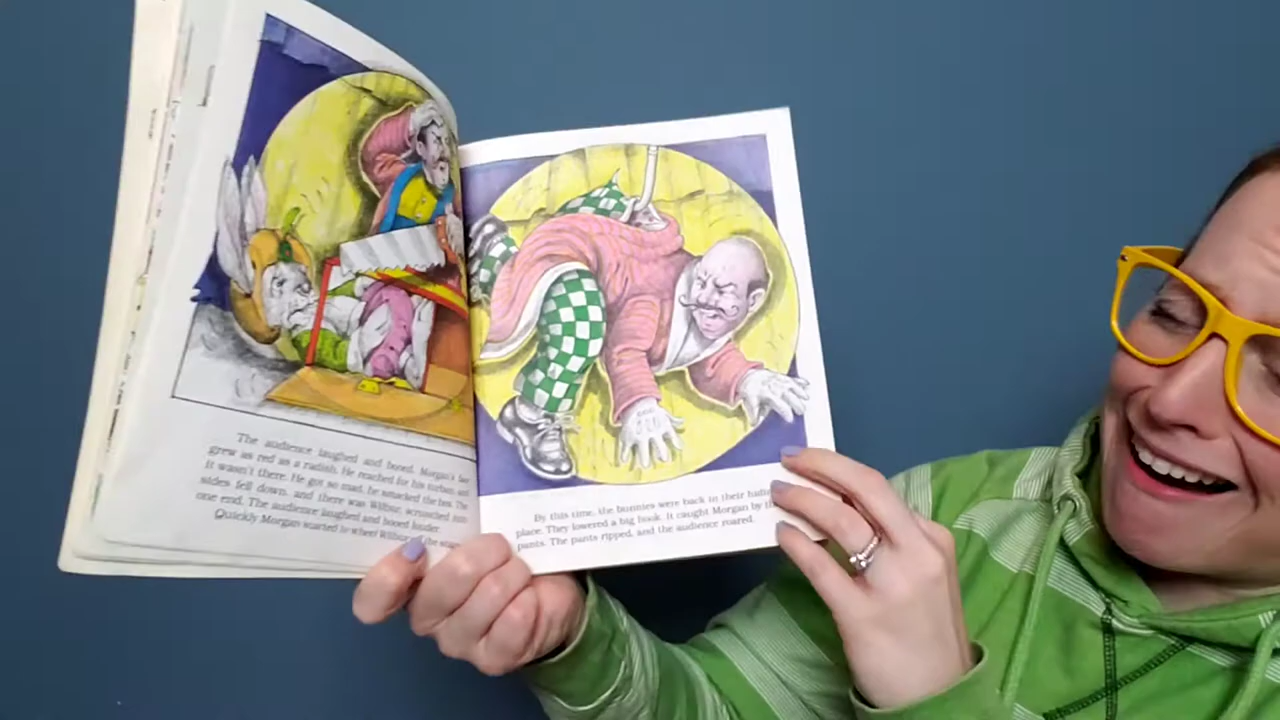 The audience laughed and booed. Morgan's face
grew as red as a radish. He reached for his turban, and
it wasn't there. He got so mad, he smacked the box. The
sides fell down, and there was Wilbur, scrunched into
one end. The audience laughed and booed louder.
Quickly Morgan started to wheel Wilbur off the stage.
By this time, the bunnies were back in their hiding
place. They lowered a big hook. It caught Morgan by the
pants. The pants ripped, and the audience roared.